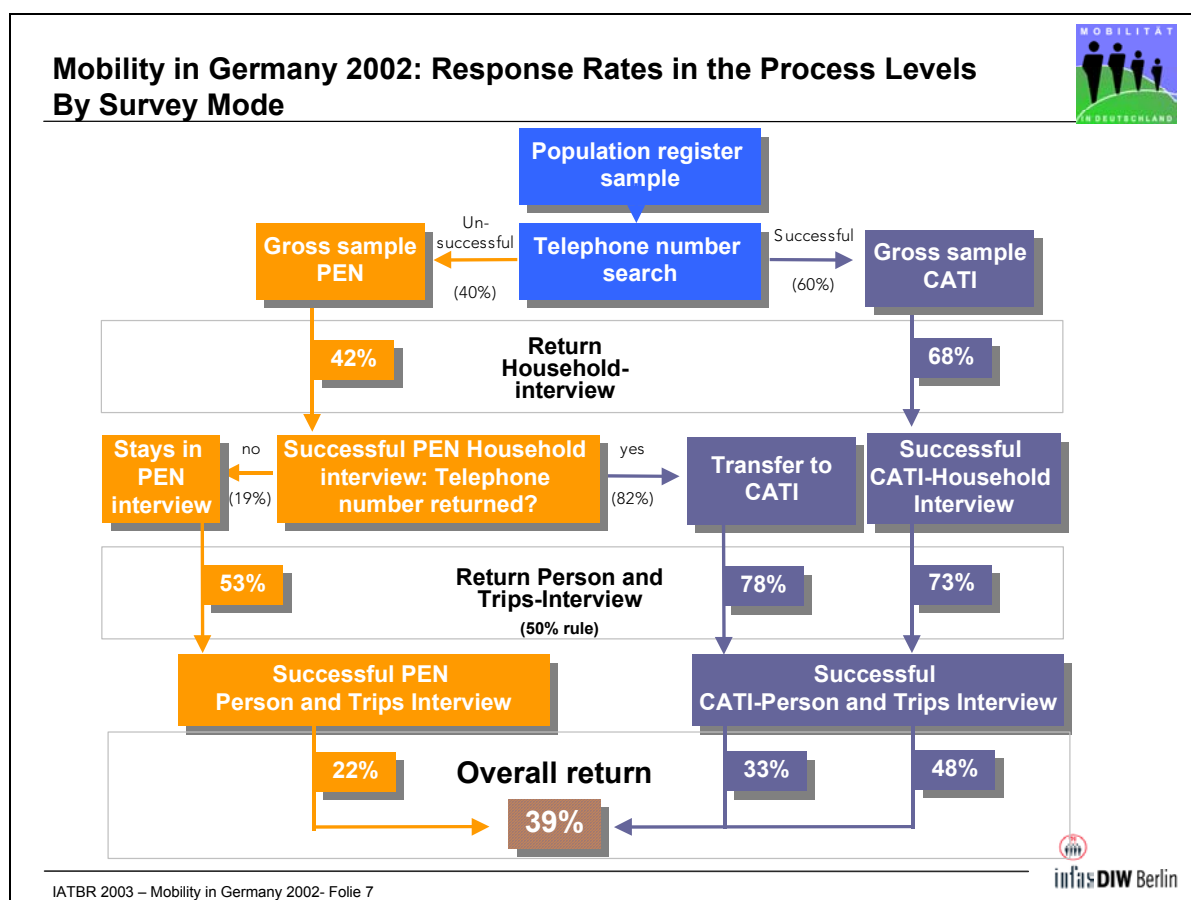 Mobility in Germany 2002: Response Rates in the Process Levels
By Survey Mode
MOBILITÄT
IN DEUTSCHLAND
Population register
sample
Un-
successful
Successful
Gross sample
PEN
Telephone number
search
Gross sample
CATI
(40%)
(60%)
42%
Return
Household-
interview
68%
Stays in
PEN
interview
no
(19%)
Successful PEN Household
interview: Telephone
number returned?
yes
(82%)
Transfer to
CATI
Successful
CATI-Household
Interview
53%
Return Person and
Trips-Interview
(50% rule)
78%
73%
Successful PEN
Person and Trips Interview
Successful
CATI-Person and Trips Interview
22%
Overall return
33%
48%
39%
infas DIW Berlin
IATBR 2003 – Mobility in Germany 2002- Folie 7